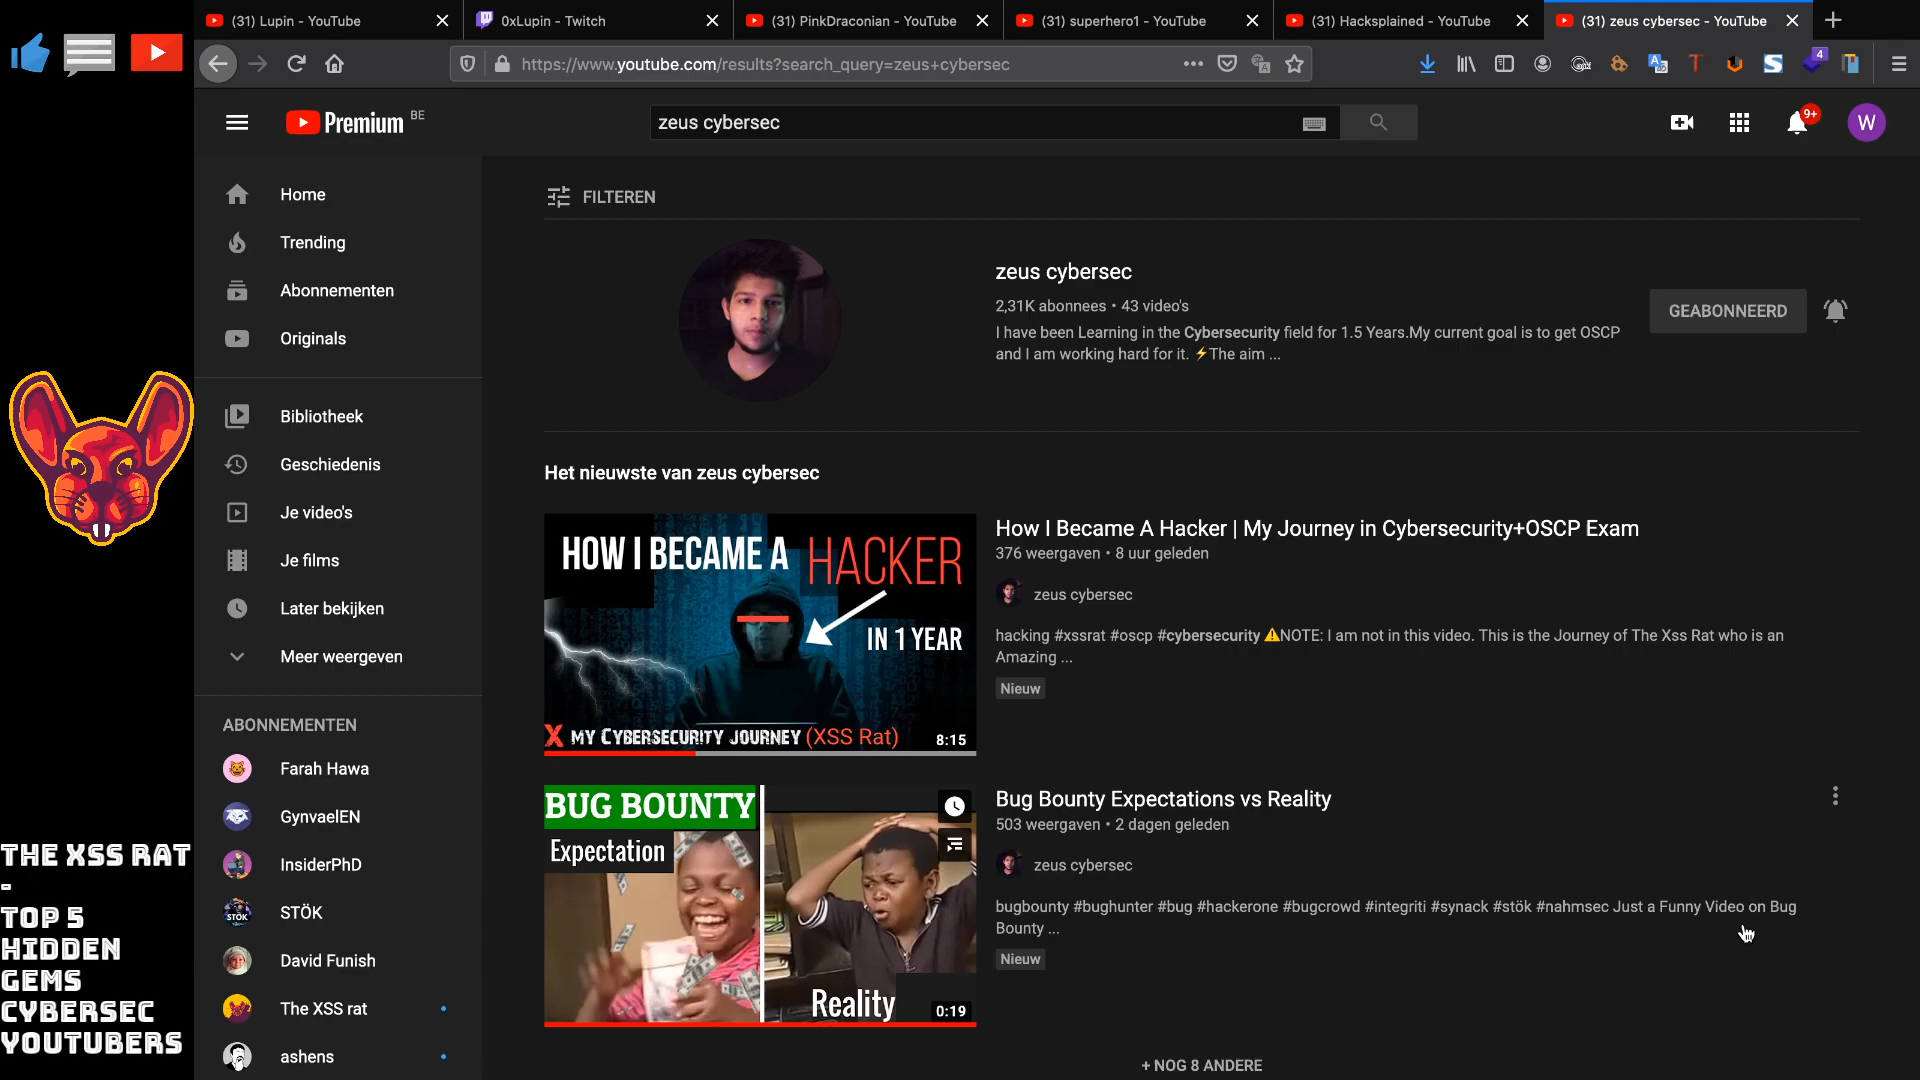 (31) Lupin - YouTube
0xLupin - Twitch
(31) PinkDraconian - YouTube
(31) superhero1 - YouTube
(31) Hacksplained - YouTube
(31) zeus cybersec - YouTube
https://www.youtube.com/results?search_query=zeus+cybersec
4
Premium BE
zeus cybersec
9+
W
Home
Trending
Abonnementen
Originals
Bibliotheek
Geschiedenis
Je video's
Je films
Later bekijken
Meer weergeven
ABONNEMENTEN
Farah Hawa
GynvaelEN
InsiderPhD
STÖK
STÖK
David Funish
The XSS rat
ashens
THE XSS RAT
-
TOP 5
HIDDEN
GEMS
CYBERSEC
YOUTUBERS
FILTEREN
zeus cybersec
2,31K abonnees • 43 video's
I have been Learning in the Cybersecurity field for 1.5 Years.My current goal is to get OSCP
and I am working hard for it. ⚡The aim ...
GEABONNEERD
Het nieuwste van zeus cybersec
HOW I BECAME A HACKER
IN 1 YEAR
X MY CYBERSECURITY JOURNEY (XSS Rat)
8:15
How I Became A Hacker | My Journey in Cybersecurity+OSCP Exam
376 weergaven • 8 uur geleden
zeus cybersec
hacking #xssrat #oscp #cybersecurity ⚠NOTE: I am not in this video. This is the Journey of The Xss Rat who is an
Amazing ...
Nieuw
BUG BOUNTY
Expectation
Reality
0:19
Bug Bounty Expectations vs Reality
503 weergaven • 2 dagen geleden
zeus cybersec
bugbounty #bughunter #bug #hackerone #bugcrowd #integriti #synack #stök #nahmsec Just a Funny Video on Bug
Bounty ...
Nieuw
+ NOG 8 ANDERE